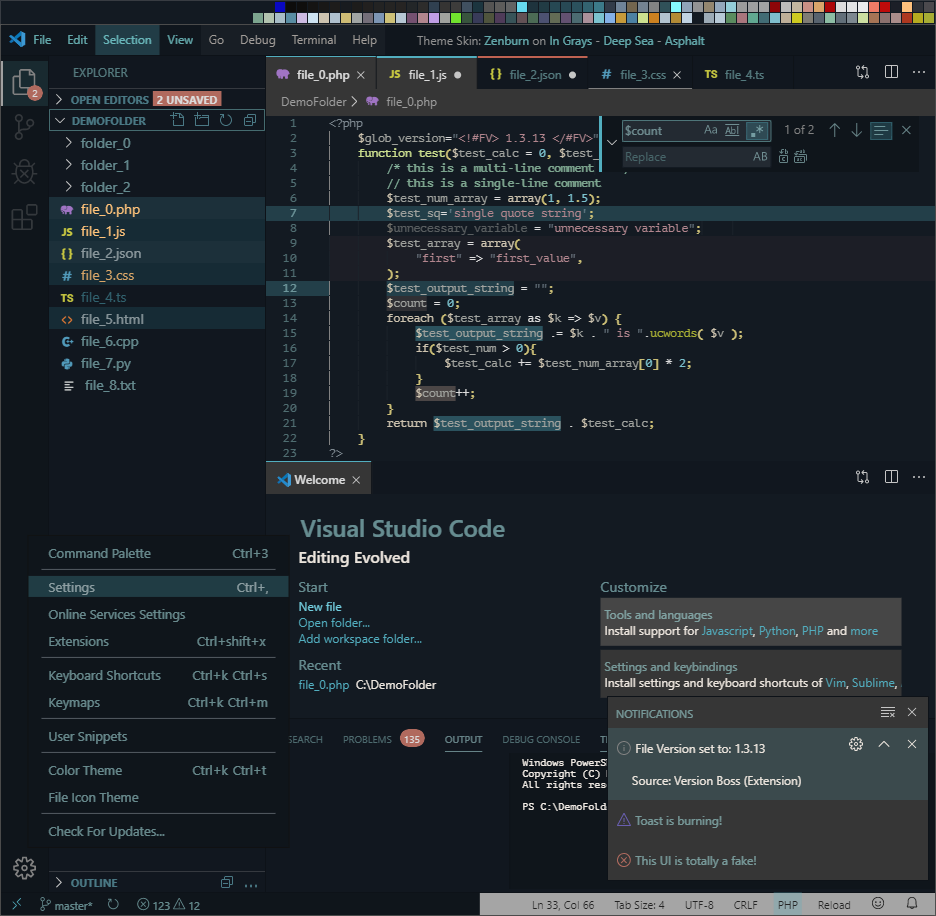 File Edit Selection View Go Debug Terminal Help Theme Skin: Zenburn on In Grays - Deep Sea - Asphalt
2
EXPLORER
OPEN EDITORS 2 UNSAVED
DEMOFOLDER
folder_0
folder_1
folder_2
file_0.php
JS file_1.js
{} file_2.json
# file_3.css
TS file_4.ts
<> file_5.html
file_6.cpp
file_7.py
file_8.txt
file_0.php JS file_1.js {} file_2.json # file_3.css TS file_4.ts
DemoFolder > file_0.php
1 <?php
2 $glob_version="<!#FV> 1.3.13 </#FV>"
3 function test($test_calc = 0, $test_
4 /* this is a multi-line comment
5 // this is a single-line comment
6 $test_num_array = array(1, 1.5);
7 $test_sq='single quote string';
8 $unnecessary_variable = "unnecessary variable";
9 $test_array = array(
10 "first" => "first_value",
11 );
12 $test_output_string = "";
13 $count = 0;
14 foreach ($test_array as $k => $v) {
15 $test_output_string .= $k . " is ".ucwords( $v );
16 if($test_num > 0){
17 $test_calc += $test_num_array[0] * 2;
18 }
19 $count++;
20 }
21 return $test_output_string . $test_calc;
22 }
23 ?>
$count Aa Abl .* 1 of 2
Replace AB
Welcome
Visual Studio Code
Editing Evolved
Start
New file
Open folder...
Add workspace folder...
Recent
file_0.php C:\DemoFolder
Customize
Tools and languages
Install support for Javascript, Python, PHP and more
Settings and keybindings
Install settings and keyboard shortcuts of Vim, Sublime,
Command Palette Ctrl+3
Settings Ctrl+,
Online Services Settings
Extensions Ctrl+shift+x
Keyboard Shortcuts Ctrl+k Ctrl+s
Keymaps Ctrl+k Ctrl+m
User Snippets
Color Theme Ctrl+k Ctrl+t
File Icon Theme
Check For Updates...
SEARCH PROBLEMS 135 OUTPUT DEBUG CONSOLE T
Windows PowerS
Copyright (C)
All rights rese
PS C:\DemoFold
NOTIFICATIONS
File Version set to: 1.3.13
Source: Version Boss (Extension)
Toast is burning!
This UI is totally a fake!
OUTLINE
master* 123 12 Ln 33, Col 66 Tab Size: 4 UTF-8 CRLF PHP Reload